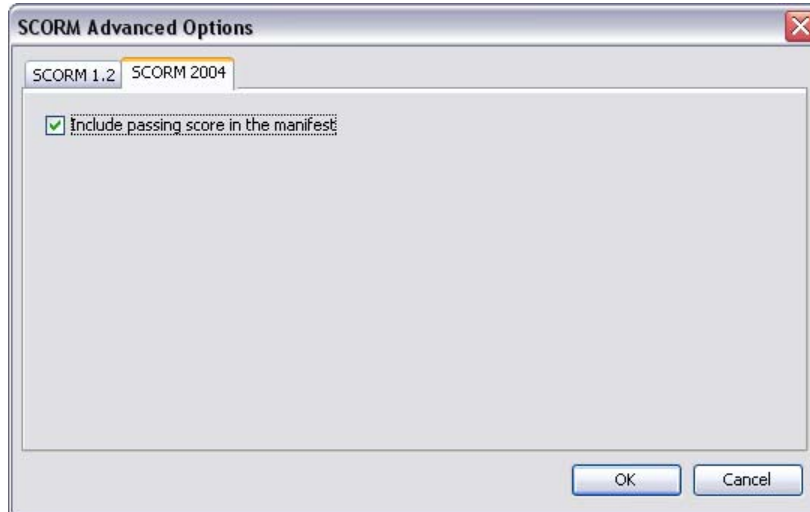 SCORM Advanced Options
SCORM 1.2 SCORM 2004
Include passing score in the manifest
OK Cancel